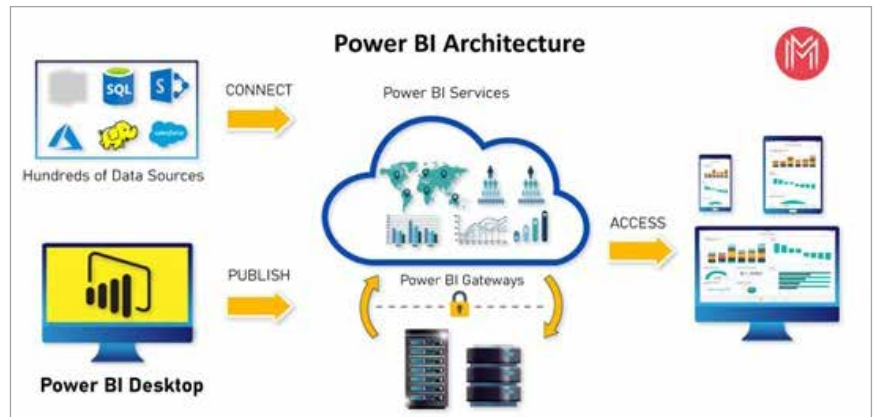 Power BI Architecture
M
SQL
S
CONNECT
Power BI Services
salesforce
Hundreds of Data Sources
ACCESS
PUBLISH
Power BI Gateways
Power BI Desktop